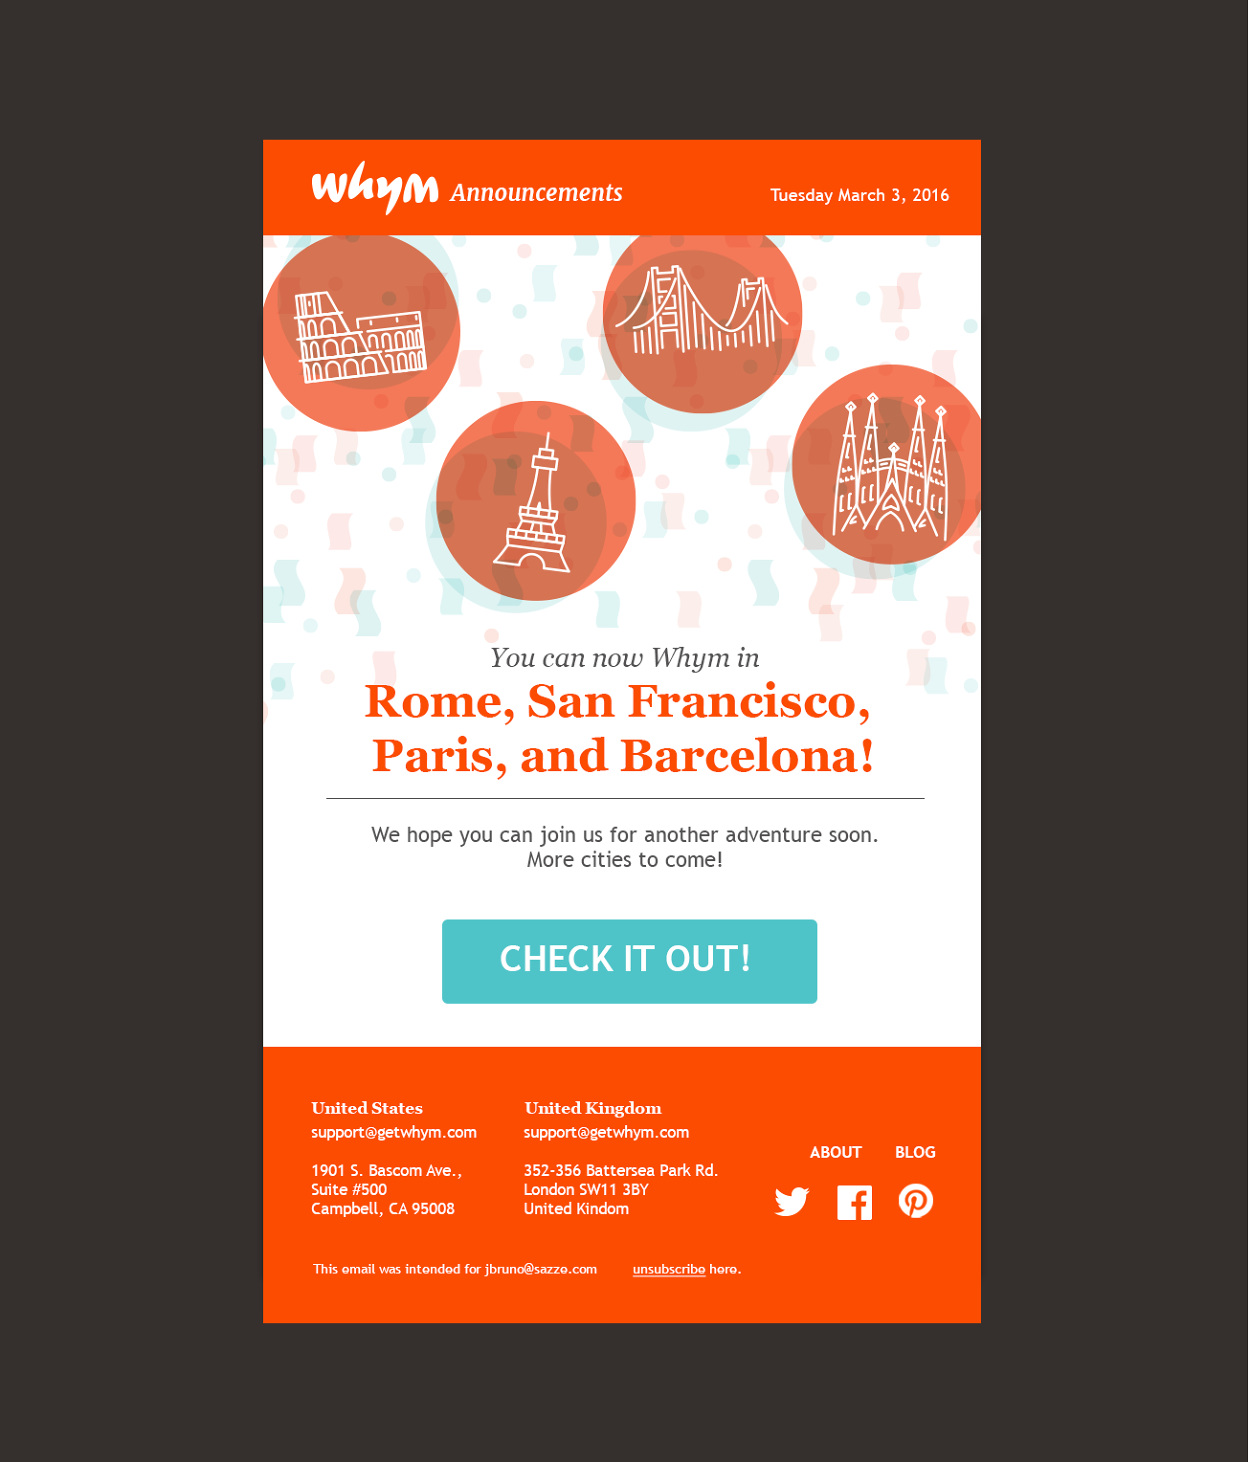 whym Announcements
Tuesday March 3, 2016
You can now Whym in
Rome, San Francisco,
Paris, and Barcelona!
We hope you can join us for another adventure soon.
More cities to come!
CHECK IT OUT!
United States
support@getwhym.com
1901 S. Bascom Ave.,
Suite #500
Campbell, CA 95008
United Kingdom
support@getwhym.com
352-356 Battersea Park Rd.
London SW11 3BY
United Kindom
ABOUT BLOG
This email was intended for jbruno@sazze.com unsubscribe here.